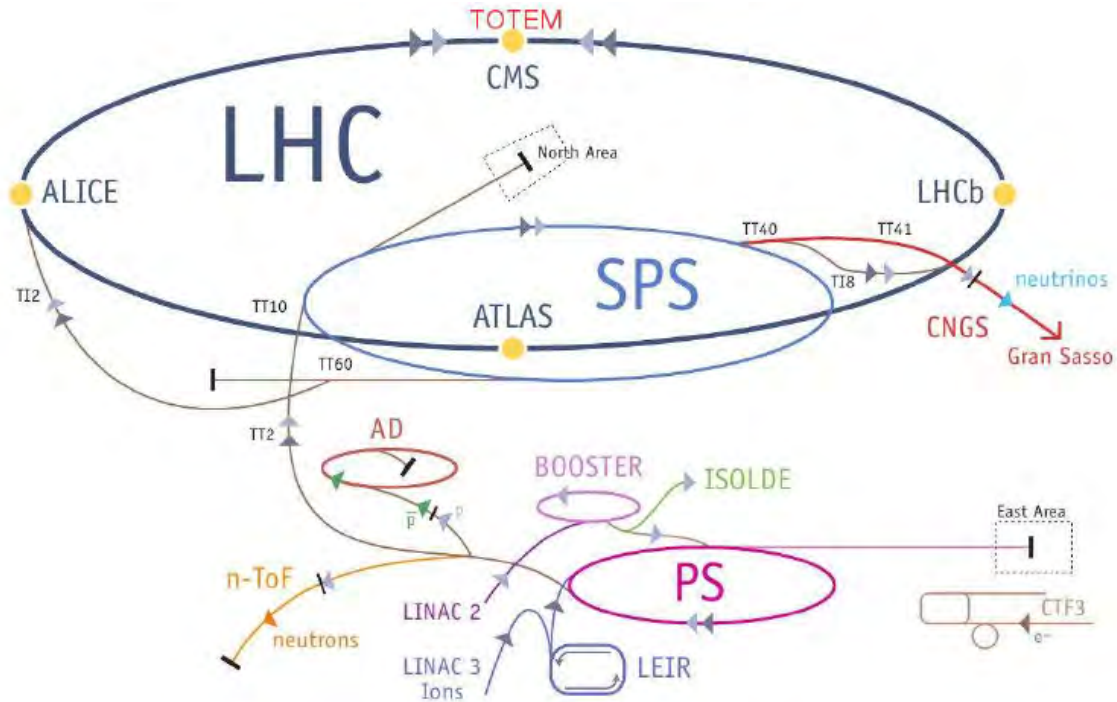 TOTEM
CMS
LHC
North Area
ALICE
LHCb
TT40
TT41
SPS
TI8
TI2
TT10
neutrinos
ATLAS
CNGS
Gran Sasso
TT60
TT2
AD
BOOSTER
ISOLDE
p̅
p
East Area
n-ToF
PS
LINAC 2
neutrons
CTF3
e⁻
LINAC 3
Ions
LEIR